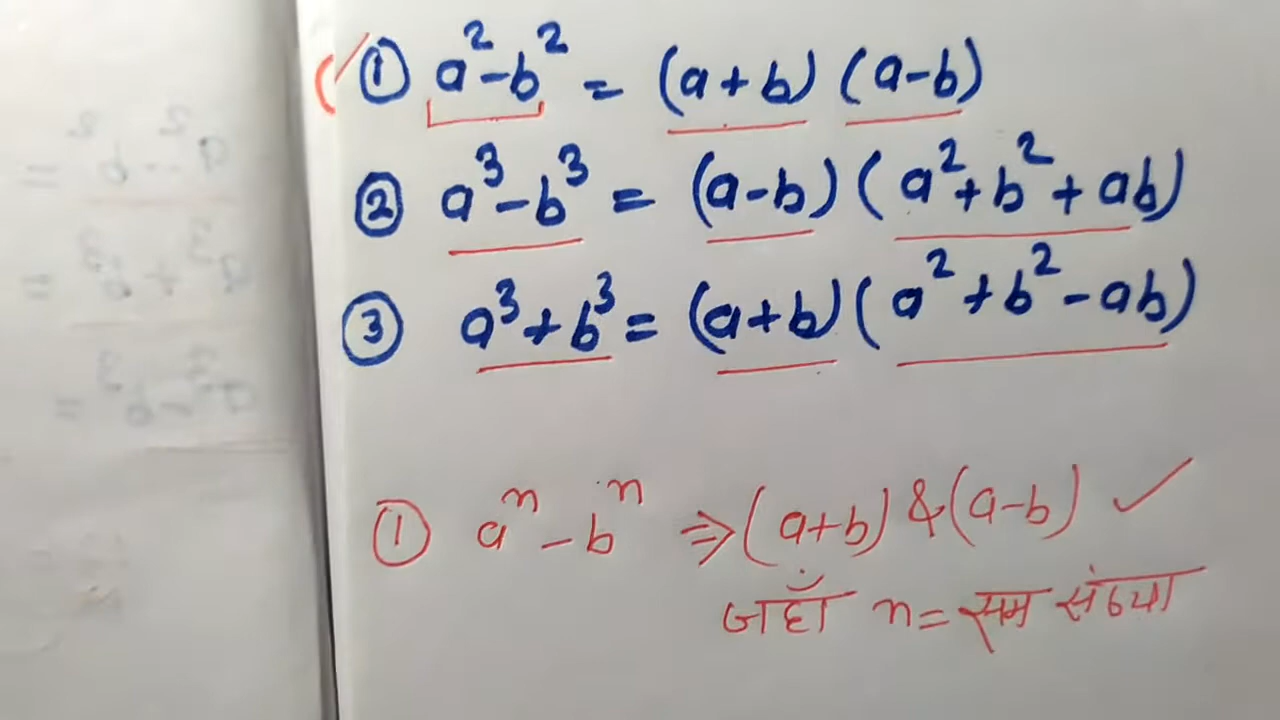 ① a² - b² = (a + b) (a - b)
② a³ - b³ = (a - b) (a² + b² + ab)
③ a³ + b³ = (a + b) (a² + b² - ab)
① aⁿ - bⁿ ⇒ (a + b) & (a - b) ✓
जहाँ n = सम संख्या